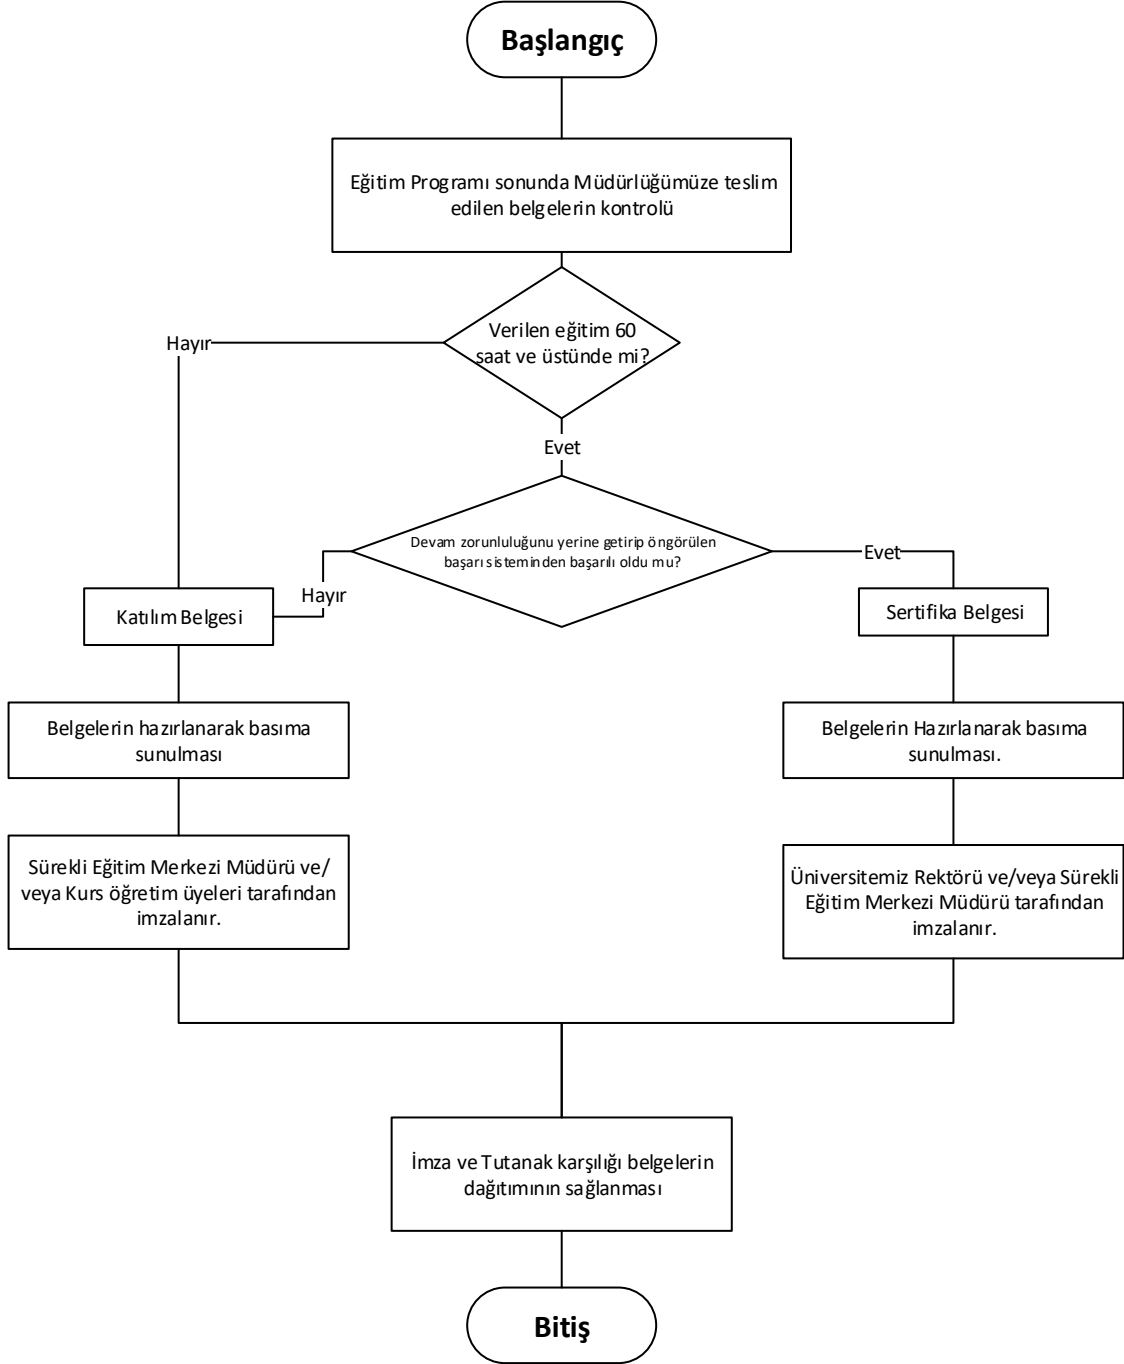 Başlangıç
Eğitim Programı sonunda Müdürlüğümüze teslim
edilen belgelerin kontrolü
Verilen eğitim 60
saat ve üstünde mi?
Hayır
Evet
Devam zorunluluğunu yerine getirip öngörülen
başarı sisteminden başarılı oldu mu?
Evet
Hayır
Katılım Belgesi
Sertifika Belgesi
Belgelerin hazırlanarak basıma
sunulması
Belgelerin Hazırlanarak basıma
sunulması.
Sürekli Eğitim Merkezi Müdürü ve/
veya Kurs öğretim üyeleri tarafından
imzalanır.
Üniversitemiz Rektörü ve/veya Sürekli
Eğitim Merkezi Müdürü tarafından
imzalanır.
İmza ve Tutanak karşılığı belgelerin
dağıtımının sağlanması
Bitiş